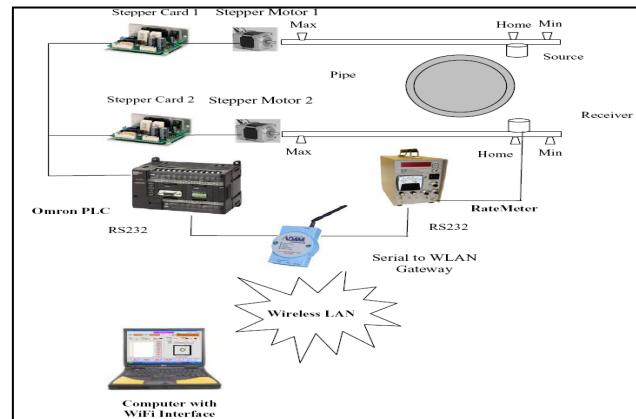 Stepper Card 1
Stepper Motor 1
Max
Home
Min
Source
Pipe
Stepper Card 2
Stepper Motor 2
Receiver
Max
Home
Min
Omron PLC
RateMeter
RS232
RS232
ADAM
Serial to WLAN
Gateway
Wireless LAN
Computer with
WiFi Interface